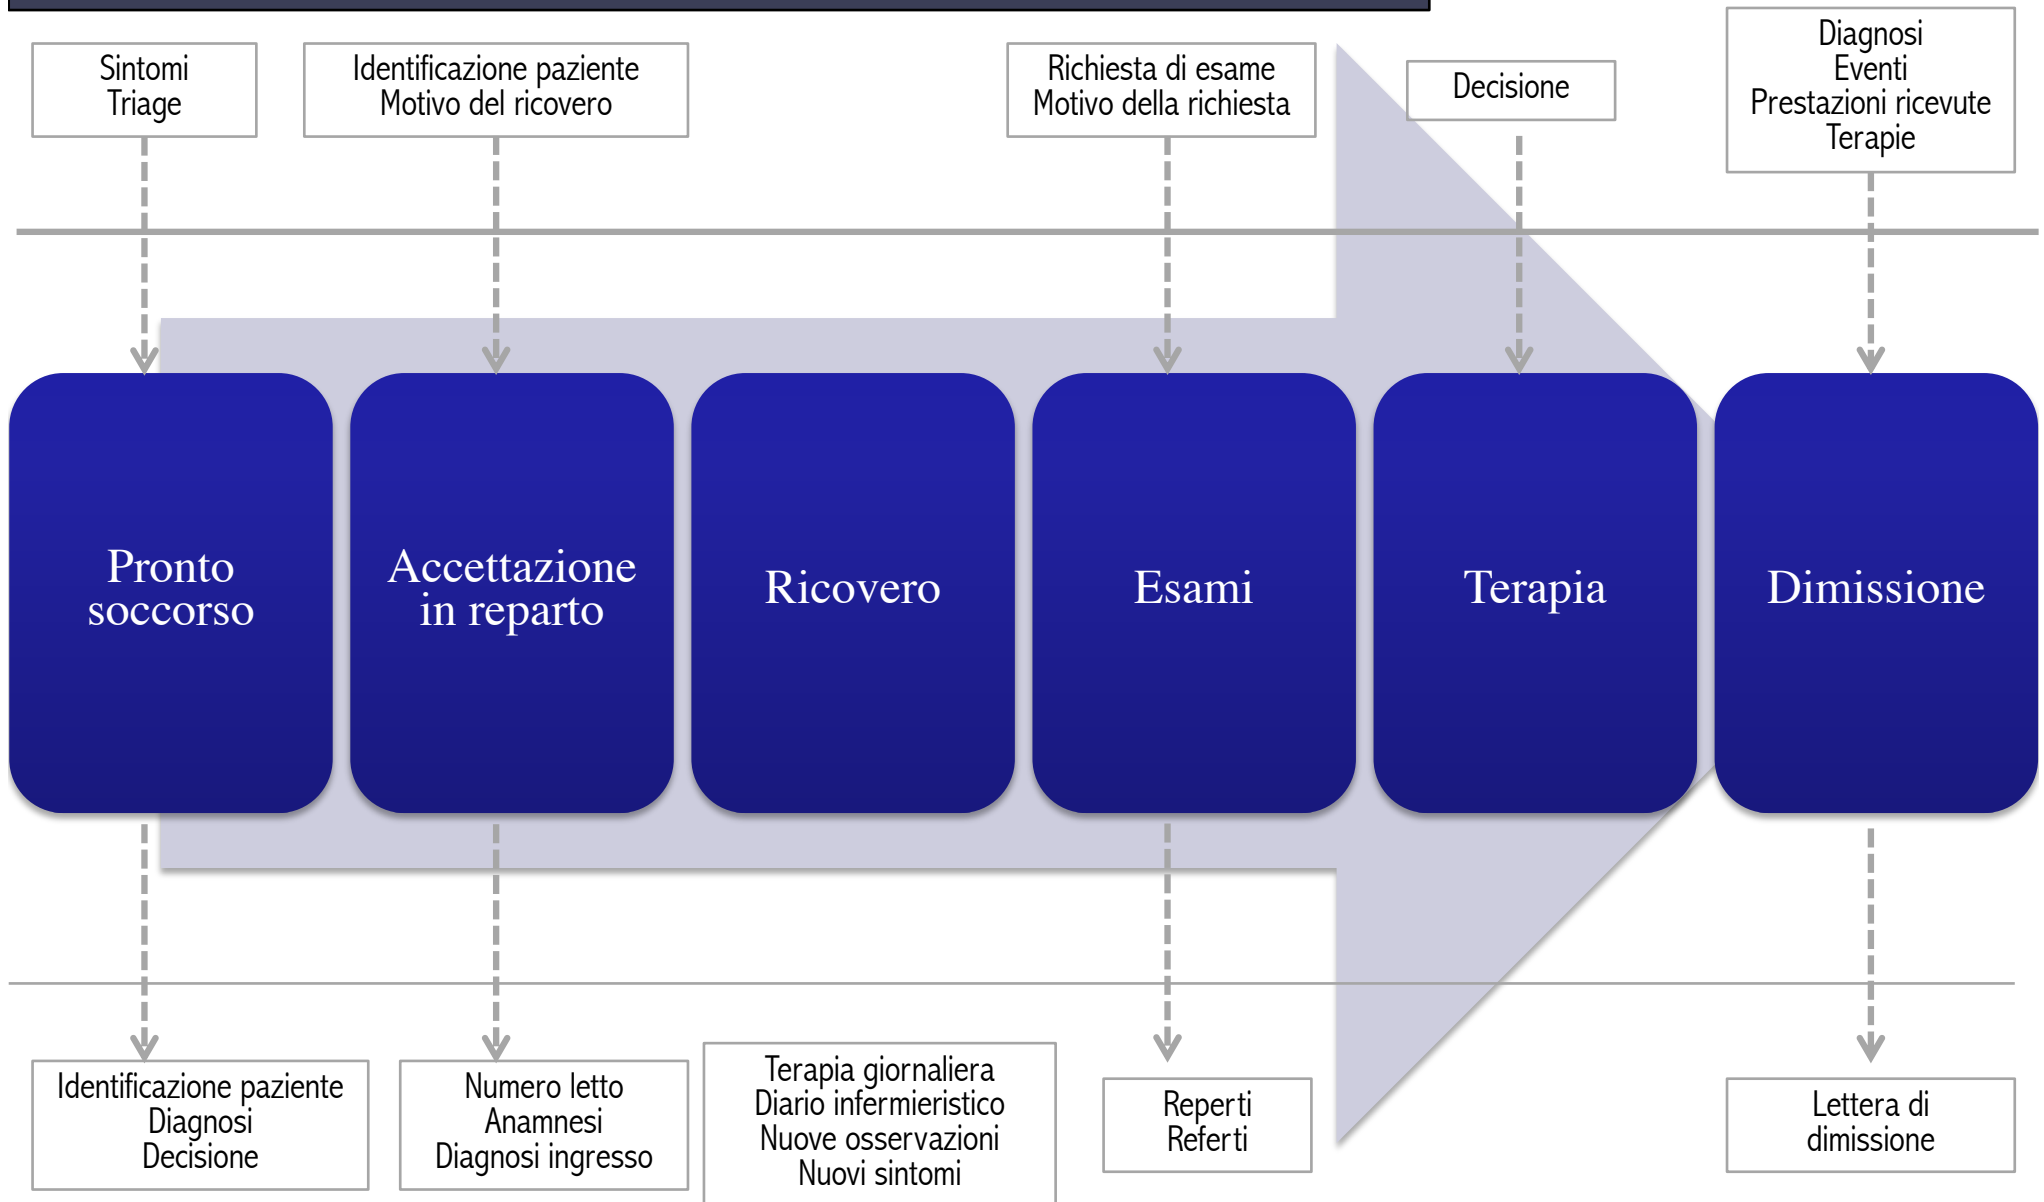 Sintomi
Triage
Identificazione paziente
Motivo del ricovero
Richiesta di esame
Motivo della richiesta
Decisione
Diagnosi
Eventi
Prestazioni ricevute
Terapie
Pronto
soccorso
Accettazione
in reparto
Ricovero
Esami
Terapia
Dimissione
Identificazione paziente
Diagnosi
Decisione
Numero letto
Anamnesi
Diagnosi ingresso
Terapia giornaliera
Diario infermieristico
Nuove osservazioni
Nuovi sintomi
Reperti
Referti
Lettera di
dimissione